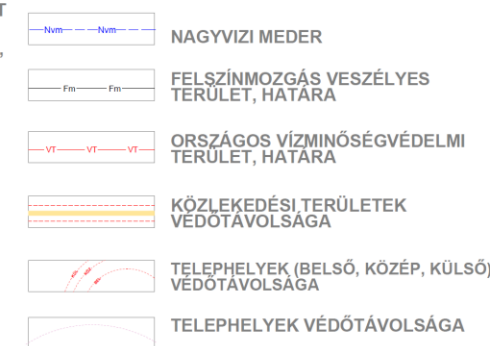 T
Nvm Nvm
NAGYVIZI MEDER
,
Fm Fm
FELSZÍNMOZGÁS VESZÉLYES
TERÜLET, HATÁRA
VT VT VT
ORSZÁGOS VÍZMINŐSÉGVÉDELMI
TERÜLET, HATÁRA
KÖZLEKEDÉSI TERÜLETEK
VÉDŐTÁVOLSÁGA
TELEPHELYEK (BELSŐ, KÖZÉP, KÜLSŐ)
VÉDŐTÁVOLSÁGA
TELEPHELYEK VÉDŐTÁVOLSÁGA